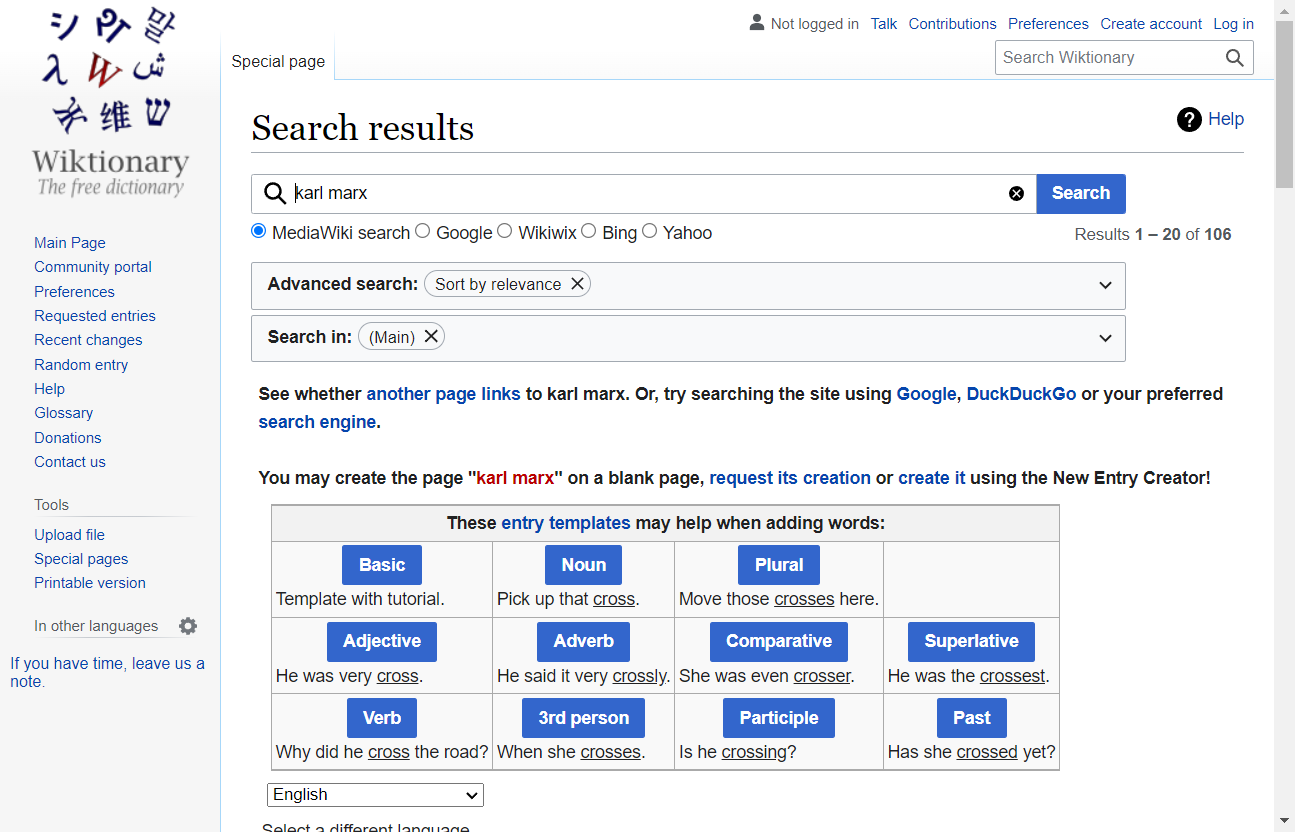 Not logged in Talk Contributions Preferences Create account Log in
Special page
Search Wiktionary
Wiktionary
The free dictionary
Main Page
Community portal
Preferences
Requested entries
Recent changes
Random entry
Help
Glossary
Donations
Contact us
Tools
Upload file
Special pages
Printable version
In other languages
If you have time, leave us a
note.
Search results
? Help
karl marx
Search
MediaWiki search Google Wikiwix Bing Yahoo
Results 1 – 20 of 106
Advanced search: Sort by relevance
Search in: (Main)
See whether another page links to karl marx. Or, try searching the site using Google, DuckDuckGo or your preferred
search engine.
You may create the page "karl marx" on a blank page, request its creation or create it using the New Entry Creator!
These entry templates may help when adding words:
Basic Noun Plural
Template with tutorial. Pick up that cross. Move those crosses here.
Adjective Adverb Comparative Superlative
He was very cross. He said it very crossly. She was even crosser. He was the crossest.
Verb 3rd person Participle Past
Why did he cross the road? When she crosses. Is he crossing? Has she crossed yet?
English
Select a different language